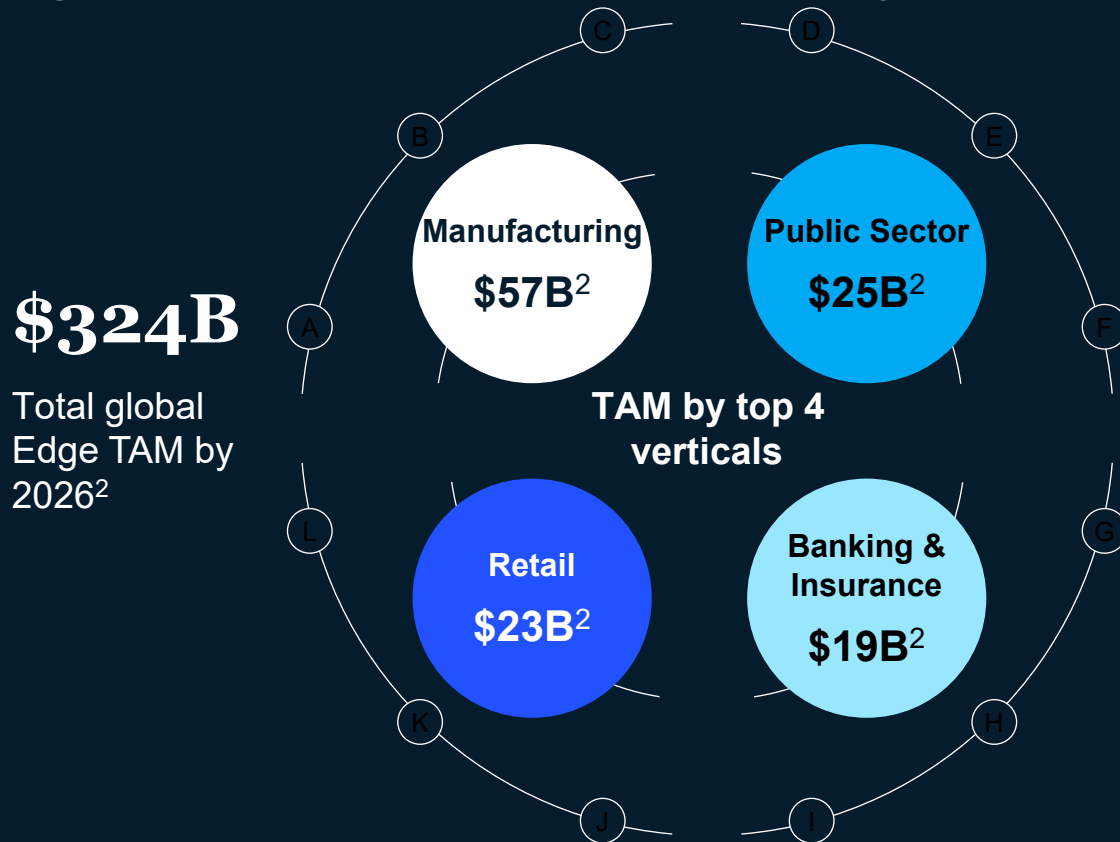 C
D
B
E
Manufacturing
$57B²
Public Sector
$25B²
$324B
Total global
Edge TAM by
2026²
A
F
TAM by top 4
verticals
L
G
Retail
$23B²
Banking &
Insurance
$19B²
K
H
J
I